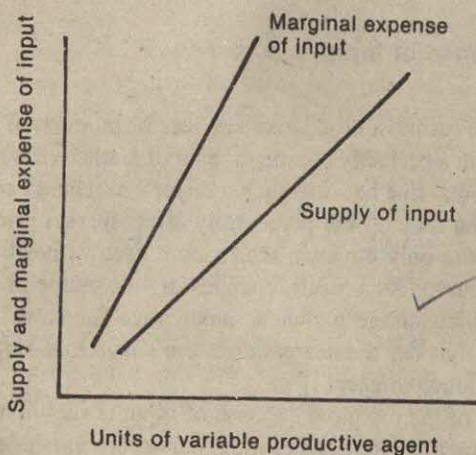 Marginal expense
of input
Supply and marginal expense of input
Supply of input
Units of variable productive agent